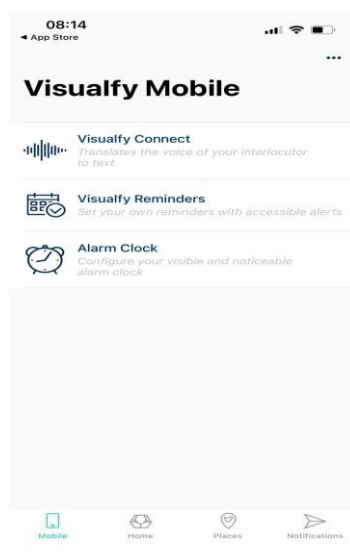 08:14
◀ App Store
Visualfy Mobile
Visualfy Connect
Translates the voice of your interlocutor
to text
Visualfy Reminders
Set your own reminders with accessible alerts
Alarm Clock
Configure your visible and noticeable
alarm clock
Mobile Home Places Notifications